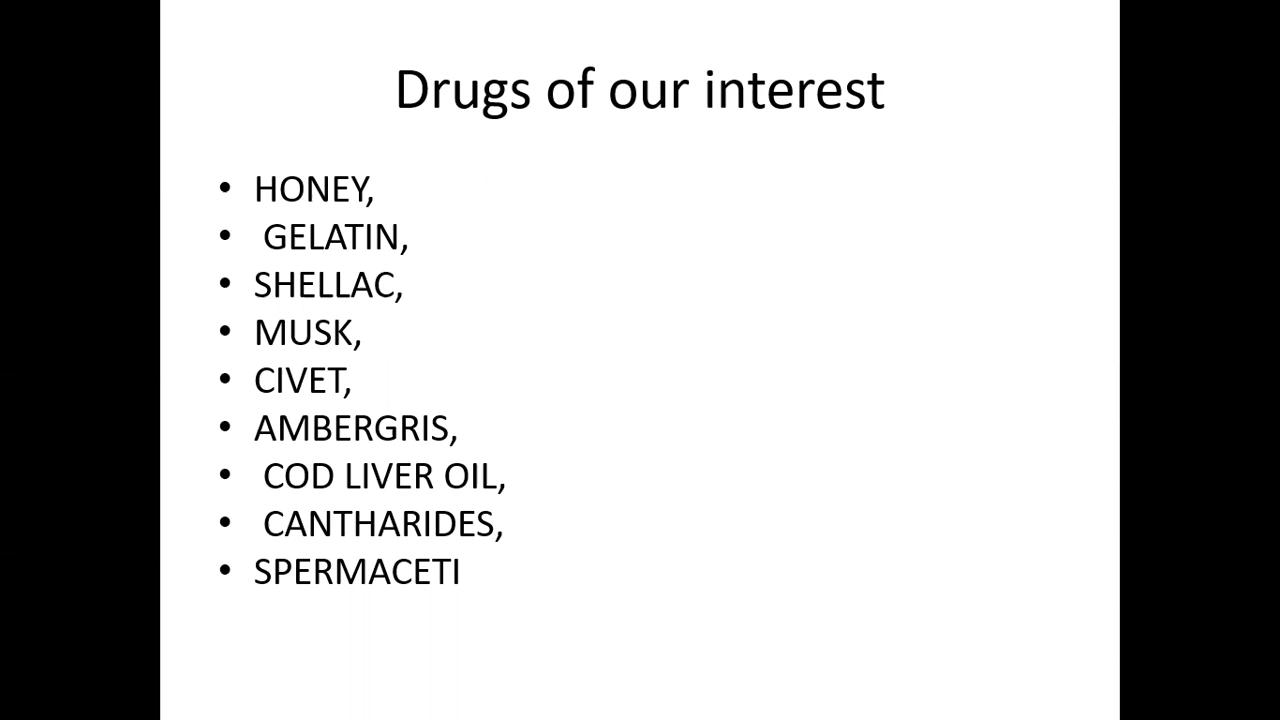 Drugs of our interest
• HONEY,
• GELATIN,
• SHELLAC,
• MUSK,
• CIVET,
• AMBERGRIS,
• COD LIVER OIL,
• CANTHARIDES,
• SPERMACETI